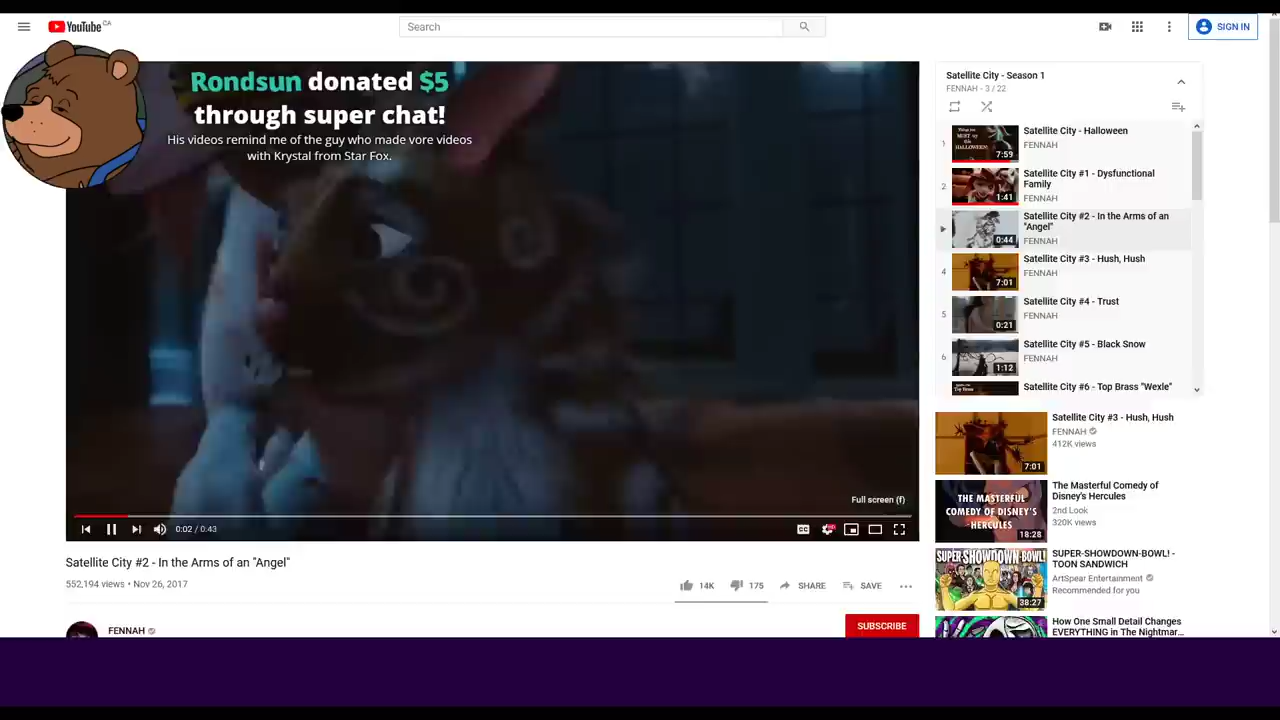 YouTube CA
Search
SIGN IN
Rondsun donated $5
through super chat!
His videos remind me of the guy who made vore videos
with Krystal from Star Fox.
Full screen (f)
0:02 / 0:43
CC
HD
Satellite City #2 - In the Arms of an "Angel"
552,194 views • Nov 26, 2017
14K
175
SHARE
SAVE
FENNAH
SUBSCRIBE
Satellite City - Season 1
FENNAH - 3 / 22
1
7:59
Satellite City - Halloween
FENNAH
2
1:41
Satellite City #1 - Dysfunctional
Family
FENNAH
0:44
Satellite City #2 - In the Arms of an
"Angel"
FENNAH
4
7:01
Satellite City #3 - Hush, Hush
FENNAH
5
0:21
Satellite City #4 - Trust
FENNAH
6
1:12
Satellite City #5 - Black Snow
FENNAH
Satellite City #6 - Top Brass "Wexle"
7:01
Satellite City #3 - Hush, Hush
FENNAH
412K views
THE MASTERFUL
COMEDY OF DISNEY'S
HERCULES
18:28
The Masterful Comedy of
Disney's Hercules
2nd Look
320K views
SUPER-SHOWDOWN-BOWL!
38:27
SUPER-SHOWDOWN-BOWL! -
TOON SANDWICH
ArtSpear Entertainment
Recommended for you
How One Small Detail Changes
EVERYTHING in The Nightmar...